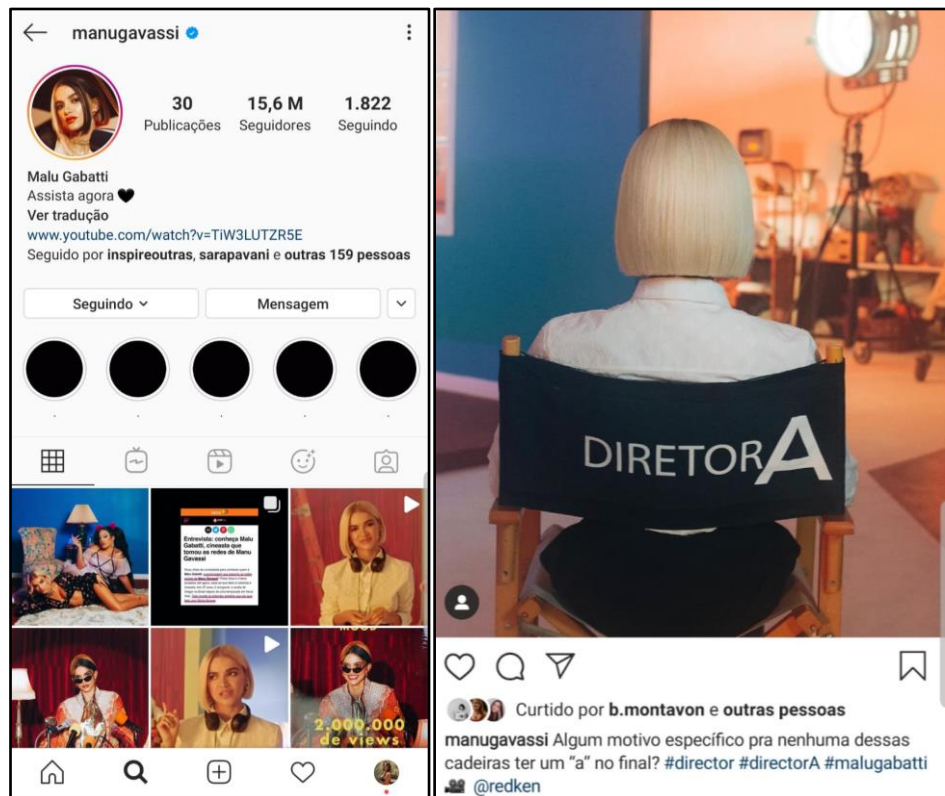 manugavassi
30 15,6 M 1.822
Publicações Seguidores Seguindo
Malu Gabatti
Assista agora 🖤
Ver tradução
www.youtube.com/watch?v=TiW3LUTZR5E
Seguido por inspireoutras, sarapavani e outras 159 pessoas
Seguindo
Mensagem
Entrevista: conheça Malu
Gabatti, cineasta que
tomou as redes de Manu
Gavassi
MOOD
2.000.000
de views
DIRETORA
Curtido por b.montavon e outras pessoas
manugavassi Algum motivo específico pra nenhuma dessas
cadeiras ter um “a” no final? #director #directorA #malugabatti
🎥 @redken